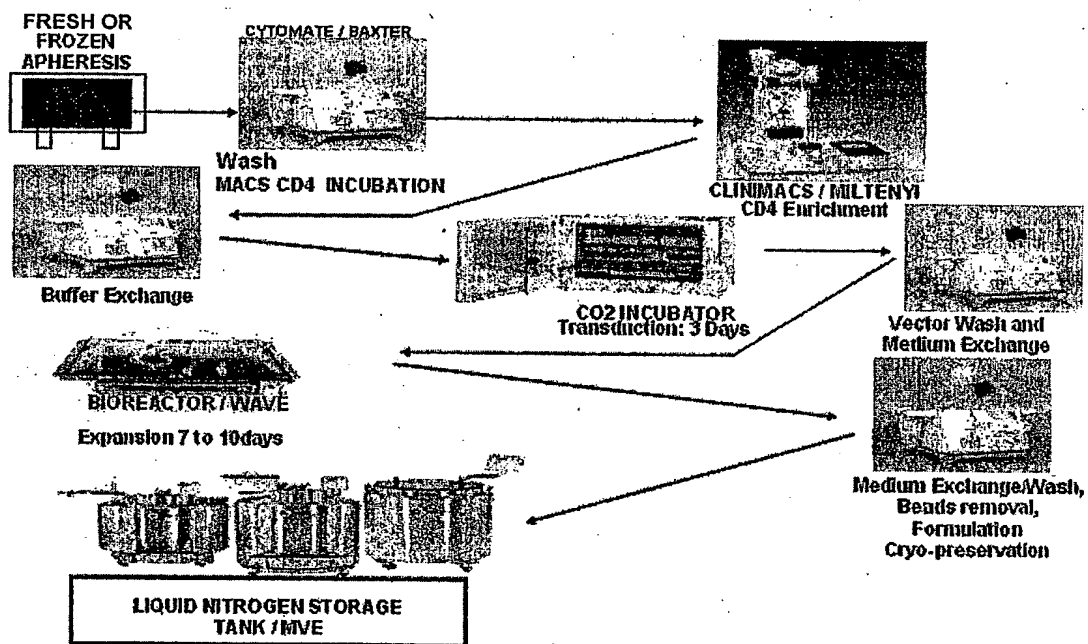 FRESH OR
FROZEN
APHERESIS
CYTOMATE / BAXTER
Wash
MACS CD4 INCUBATION
CLINIMACS / MILTENYI
CD4 Enrichment
Buffer Exchange
CO2 INCUBATOR
Transduction: 3 Days
Vector Wash and
Medium Exchange
BIOREACTOR / WAVE
Expansion 7 to 10days
Medium Exchange/Wash,
Beads removal,
Formulation
Cryo-preservation
LIQUID NITROGEN STORAGE
TANK / MVE